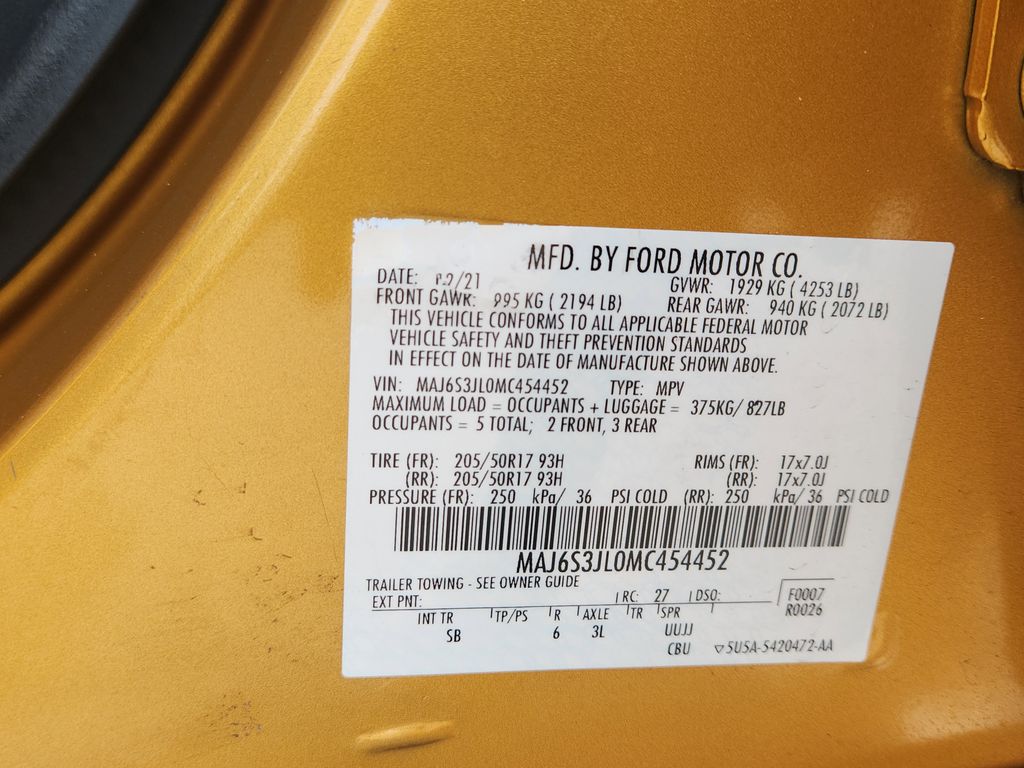 MFD. BY FORD MOTOR CO.
DATE: /21 GVWR: 1929 KG ( 4253 LB)
FRONT GAWR: 995 KG ( 2194 LB) REAR GAWR: 940 KG ( 2072 LB)
THIS VEHICLE CONFORMS TO ALL APPLICABLE FEDERAL MOTOR
VEHICLE SAFETY AND THEFT PREVENTION STANDARDS
IN EFFECT ON THE DATE OF MANUFACTURE SHOWN ABOVE.
VIN: MAJ6S3JL0MC454452 TYPE: MPV
MAXIMUM LOAD = OCCUPANTS + LUGGAGE = 375KG/ 827LB
OCCUPANTS = 5 TOTAL; 2 FRONT, 3 REAR
TIRE (FR): 205/50R17 93H RIMS (FR): 17x7.0J
(RR): 205/50R17 93H (RR): 17x7.0J
PRESSURE (FR): 250 kPa/ 36 PSI COLD (RR): 250 kPa/ 36 PSI COLD
MAJ6S3JL0MC454452
TRAILER TOWING - SEE OWNER GUIDE
EXT PNT: RC: 27 DSO: F0007
R0026
INT TR TP/PS R AXLE TR SPR
SB 6 3L UUJJ
CBU ▽5U5A-5420472-AA